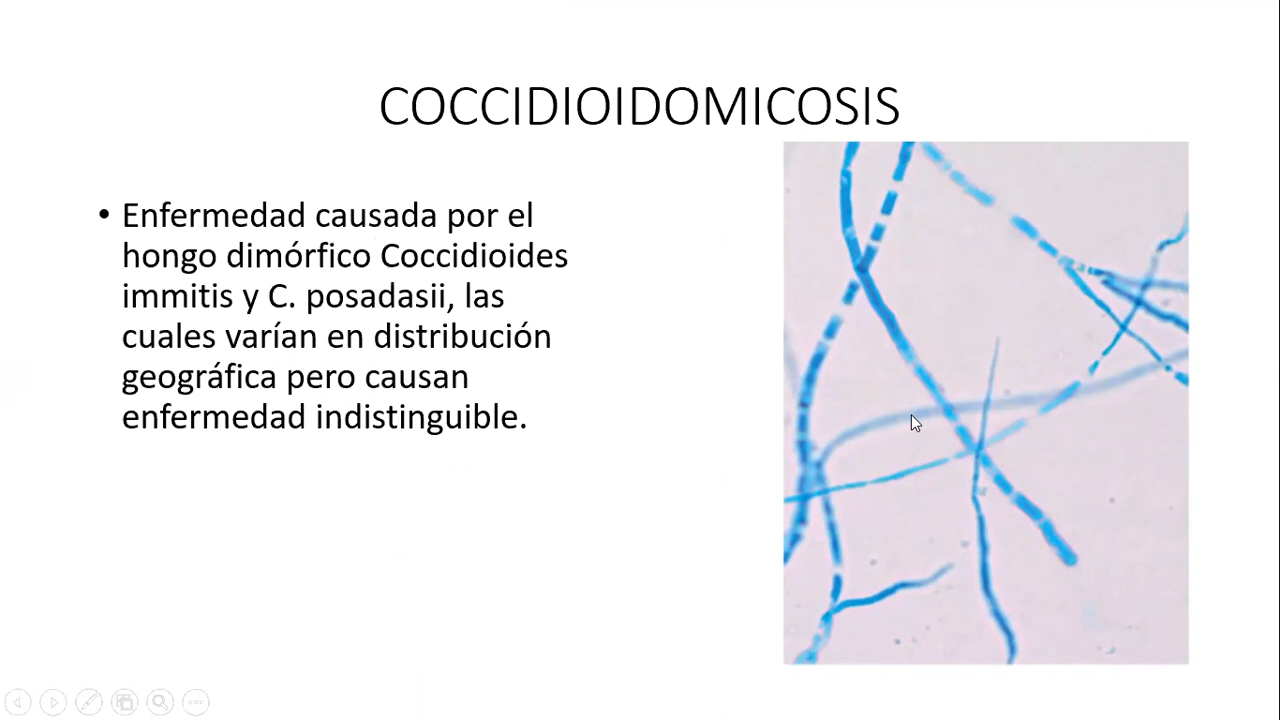 COCCIDIOIDOMICOSIS
• Enfermedad causada por el
hongo dimórfico Coccidioides
immitis y C. posadasii, las
cuales varían en distribución
geográfica pero causan
enfermedad indistinguible.